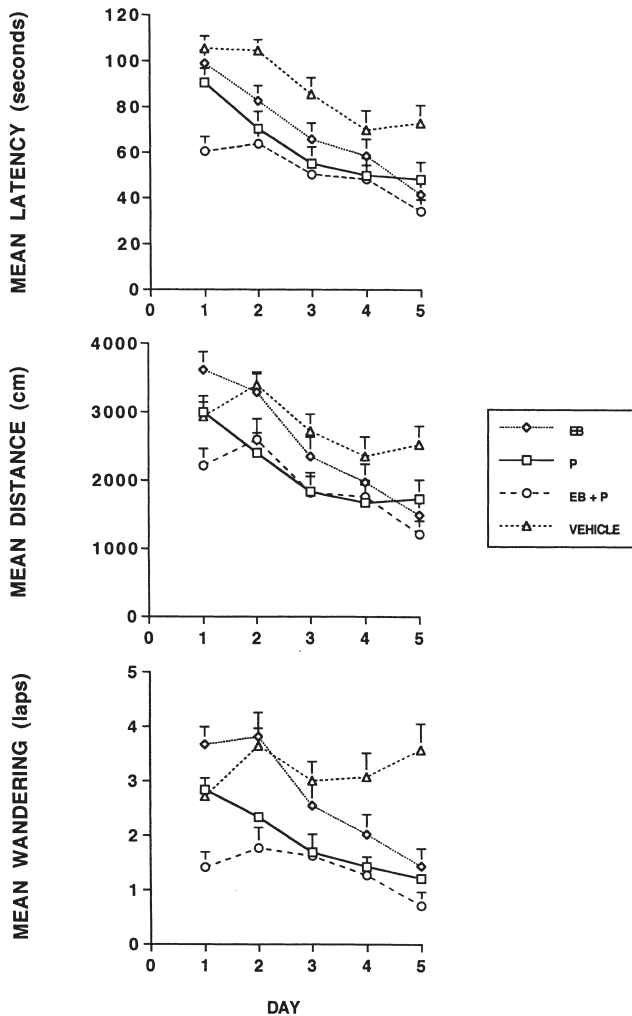 MEAN LATENCY (seconds)
120
100
80
60
40
20
0
0 1 2 3 4 5
MEAN DISTANCE (cm)
4000
3000
2000
1000
0
0 1 2 3 4 5
EB
P
EB + P
VEHICLE
MEAN WANDERING (laps)
5
4
3
2
1
0
0 1 2 3 4 5
DAY